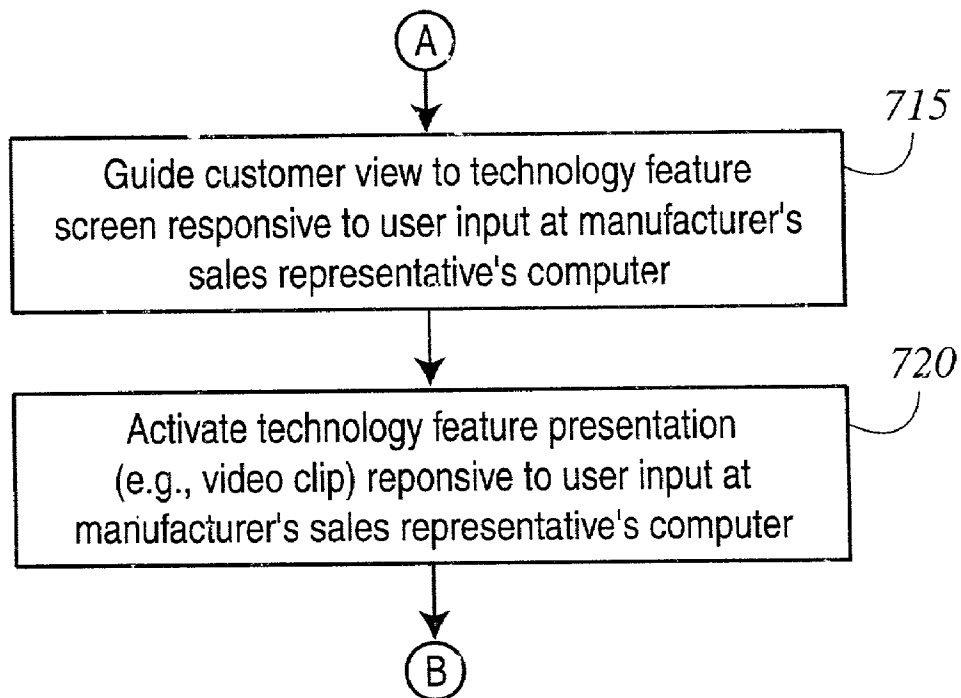 A
715
Guide customer view to technology feature
screen responsive to user input at manufacturer's
sales representative's computer
720
Activate technology feature presentation
(e.g., video clip) reponsive to user input at
manufacturer's sales representative's computer
B